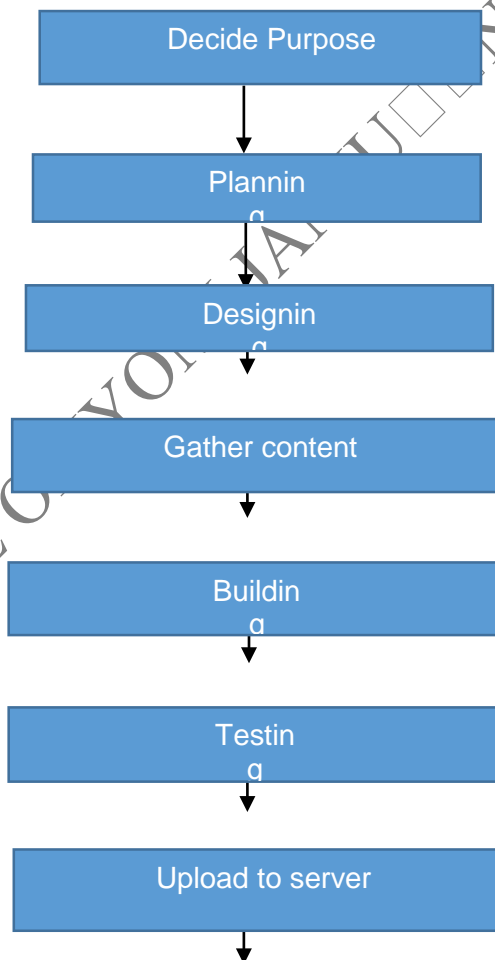 Decide Purpose
Plannin
g
Designin
g
Gather content
Buildin
g
Testin
g
Upload to server